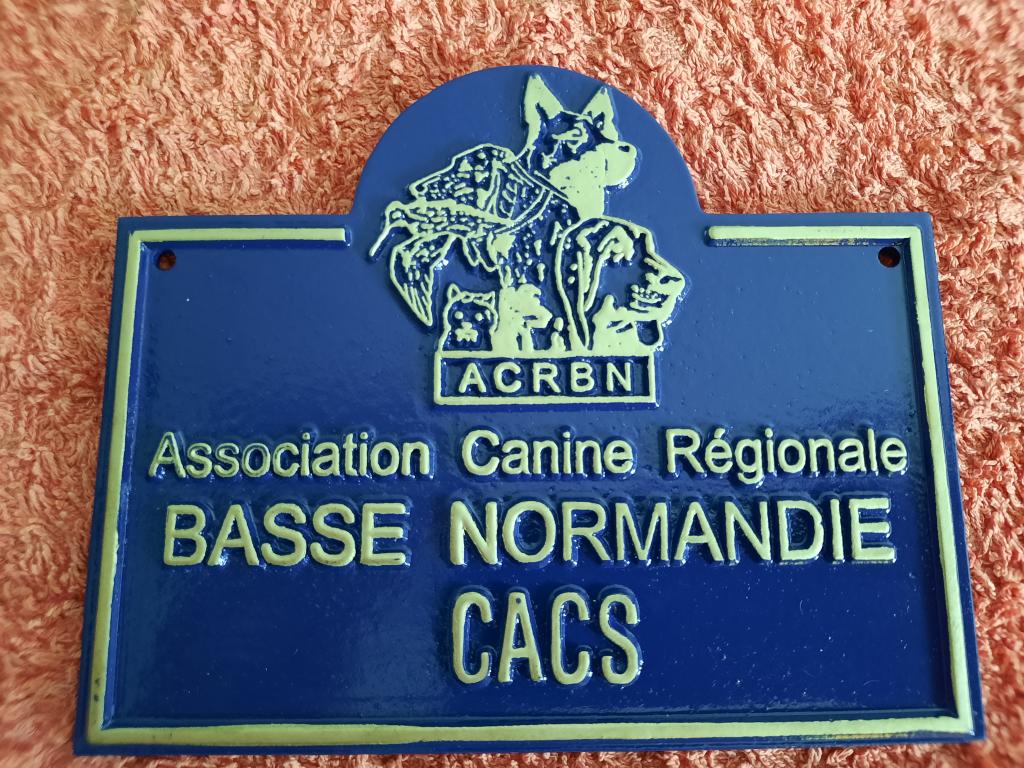 ACRBN
Association Canine Régionale
BASSE NORMANDIE
CACS